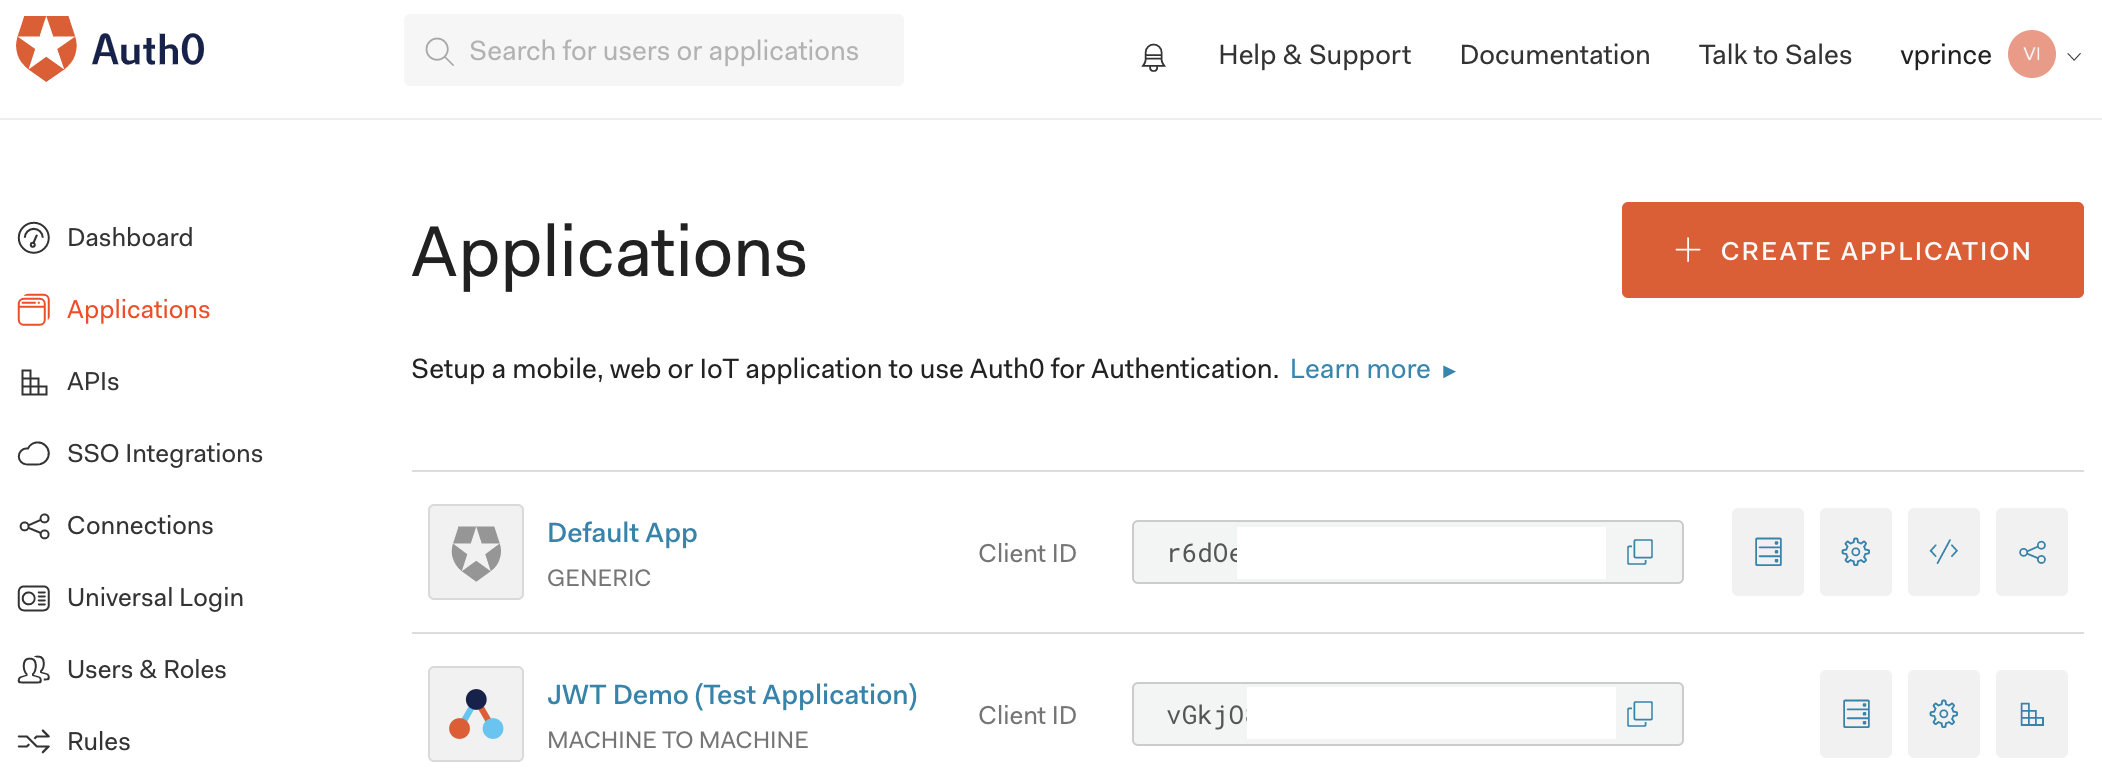 Auth0
Search for users or applications
Help & Support
Documentation
Talk to Sales
vprince
VI
Dashboard
Applications
APIs
SSO Integrations
Connections
Universal Login
Users & Roles
Rules
Applications
CREATE APPLICATION
Setup a mobile, web or IoT application to use Auth0 for Authentication. Learn more ▸
Default App
GENERIC
Client ID
r6dOe
</>
JWT Demo (Test Application)
MACHINE TO MACHINE
Client ID
vGkjO